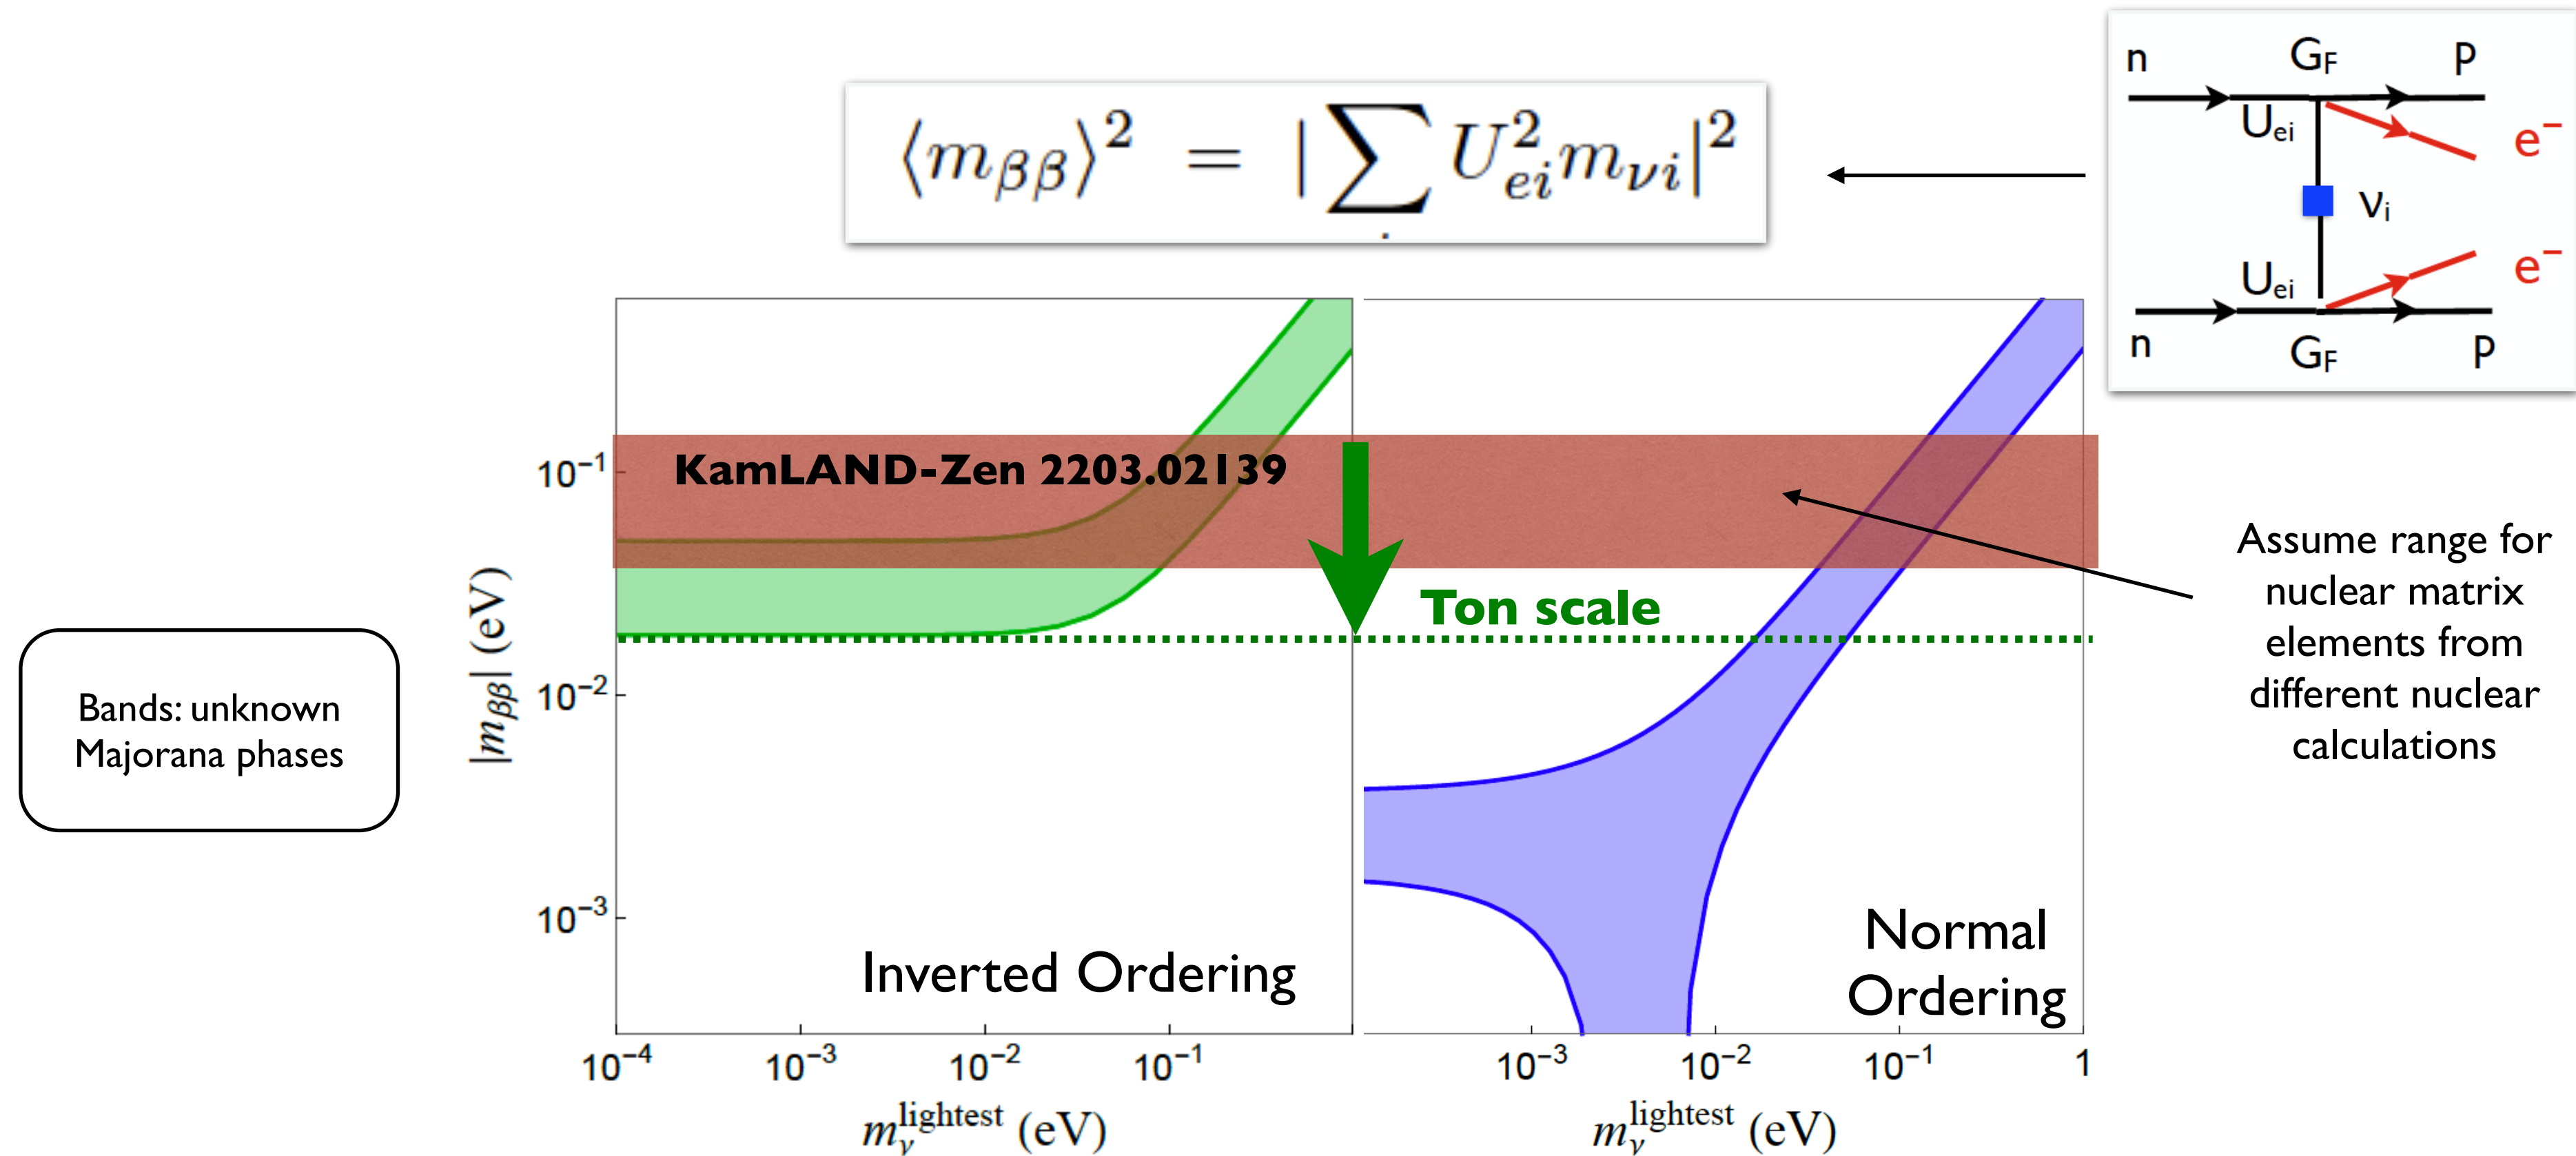 ⟨m_ββ⟩² = |∑ U²_ei m_νi|²
n G_F p
U_ei e⁻
ν_i
U_ei e⁻
n G_F p
KamLAND-Zen 2203.02139
Ton scale
Assume range for
nuclear matrix
elements from
different nuclear
calculations
Bands: unknown
Majorana phases
|m_ββ| (eV)
10⁻¹
10⁻²
10⁻³
Inverted Ordering
Normal
Ordering
10⁻⁴ 10⁻³ 10⁻² 10⁻¹
10⁻³ 10⁻² 10⁻¹ 1
m_ν^lightest (eV)
m_ν^lightest (eV)